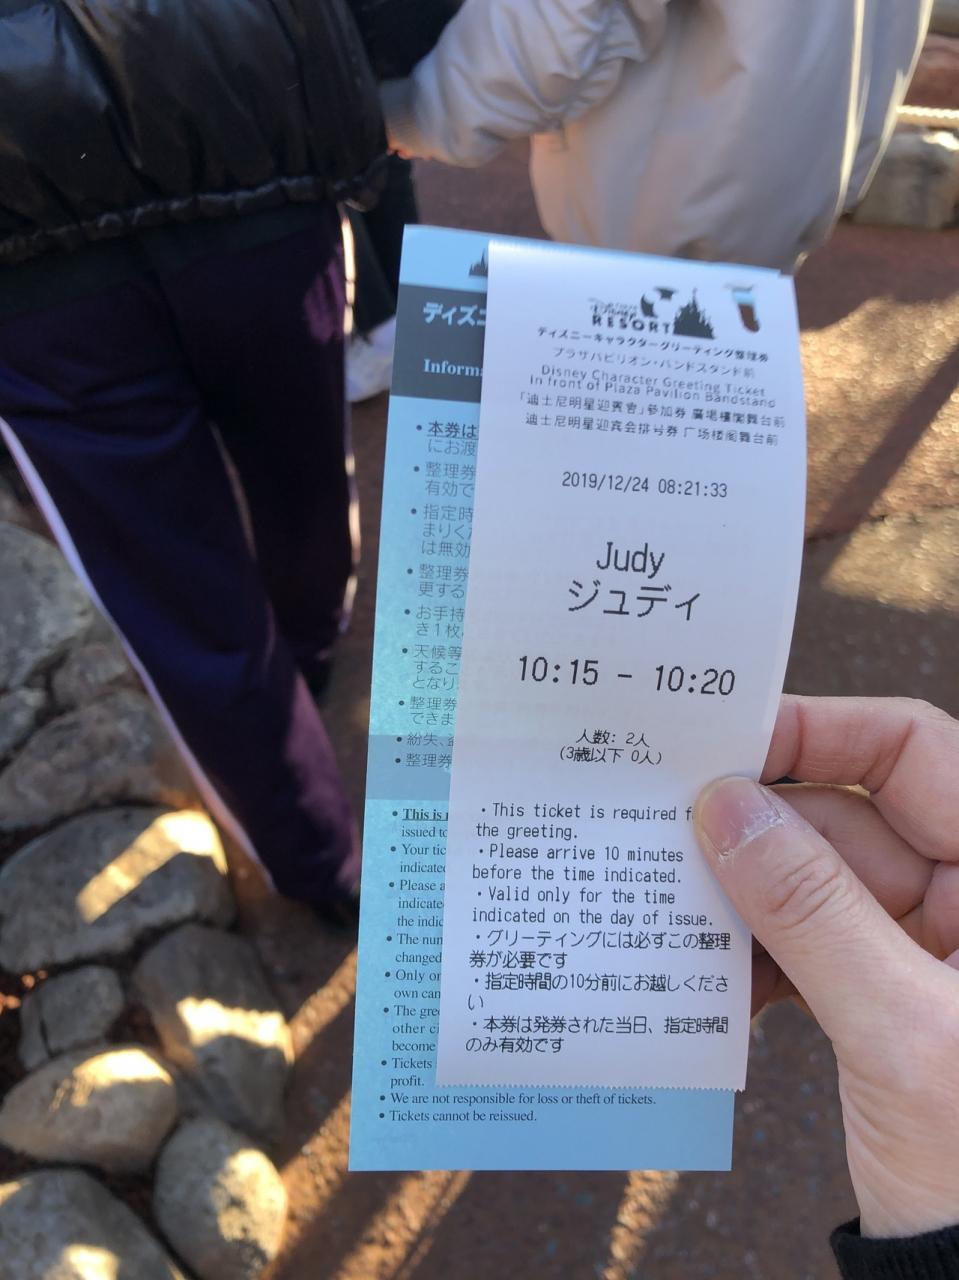 RESORT
ディズニーキャラクターグリーティング整理券
プラザパビリオン・バンドスタンド前
Disney Character Greeting Ticket
In front of Plaza Pavilion Bandstand
「迪士尼明星迎賓會」參加券 廣場樓閣舞台前
迪士尼明星迎宾会排号券 广场楼阁舞台前
2019/12/24 08:21:33
Judy
ジュディ
10:15 - 10:20
人数: 2人
(3歳以下 0人)
・This ticket is required
the greeting.
・Please arrive 10 minutes
before the time indicated.
・Valid only for the time
indicated on the day of issue.
・グリーティングには必ずこの整理
券が必要です
・指定時間の10分前にお越しくださ
い
・本券は発券された当日、指定時間
のみ有効です
ディズニ
Informa
• 本券は
にお渡
• 整理券
有効で
• 指定時
まりくだ
は無効
• 整理券
更する
• お手持
き1枚
• 天候等
するこ
となり
• 整理券
できま
• 紛失、
• 整理券
• This is
issued to
• Your tic
indicated
• Please a
indicated
the indic
• The num
changed
• Only on
own can
• The gree
other ci
become
• Tickets
profit.
• We are not responsible for loss or theft of tickets.
• Tickets cannot be reissued.